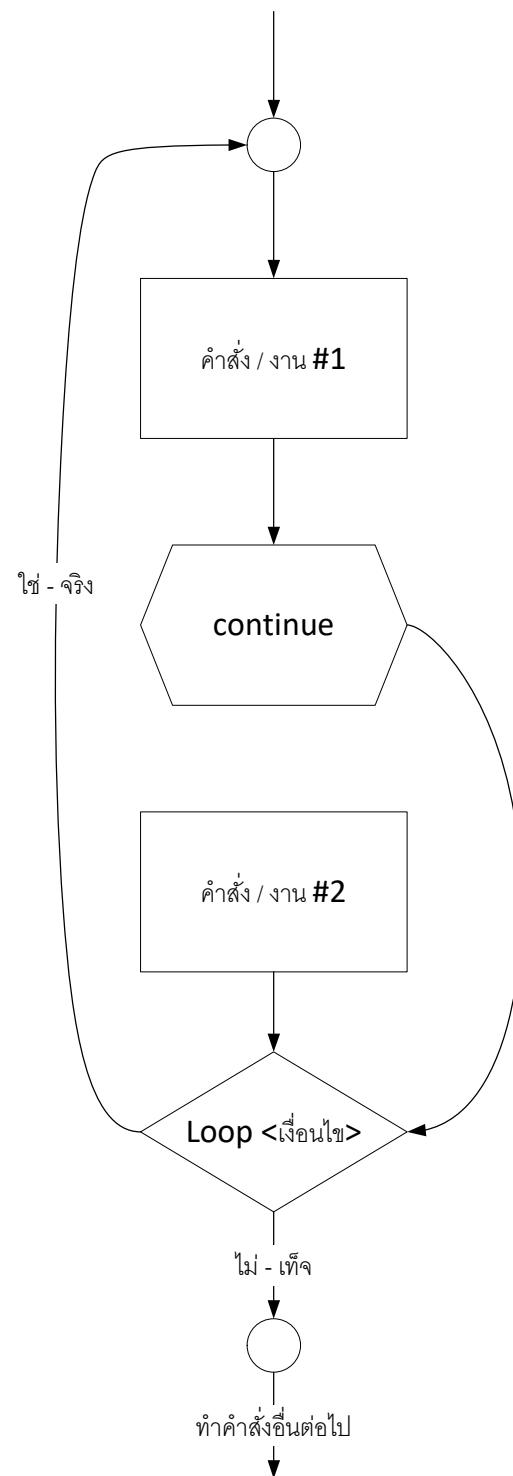 คำสั่ง / งาน #1
continue
ใช่ - จริง
คำสั่ง / งาน #2
Loop <เงื่อนไข>
ไม่ - เท็จ
ทำคำสั่งอื่นต่อไป